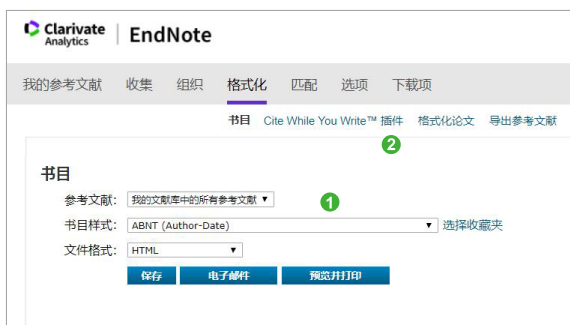 Clarivate Analytics | EndNote
我的参考文献 收集 组织 格式化 匹配 选项 下载项
书目 Cite While You Write™ 插件 格式化论文 导出参考文献
2
书目
参考文献: 我的文献库中的所有参考文献 ▼ 1
书目样式: ABNT (Author-Date) ▼ 选择收藏夹
文件格式: HTML ▼
保存 电子邮件 预览并打印